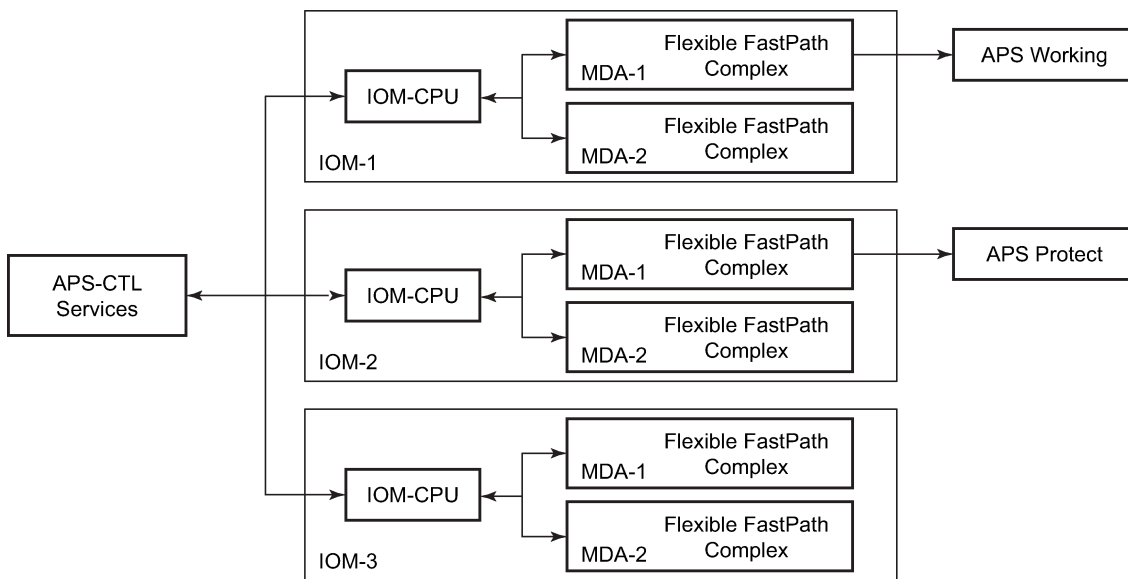 Flexible FastPath
Complex
MDA-1
APS Working
IOM-CPU
Flexible FastPath
Complex
MDA-2
IOM-1
Flexible FastPath
Complex
MDA-1
APS Protect
APS-CTL
Services
IOM-CPU
Flexible FastPath
Complex
MDA-2
IOM-2
Flexible FastPath
Complex
MDA-1
IOM-CPU
Flexible FastPath
Complex
MDA-2
IOM-3